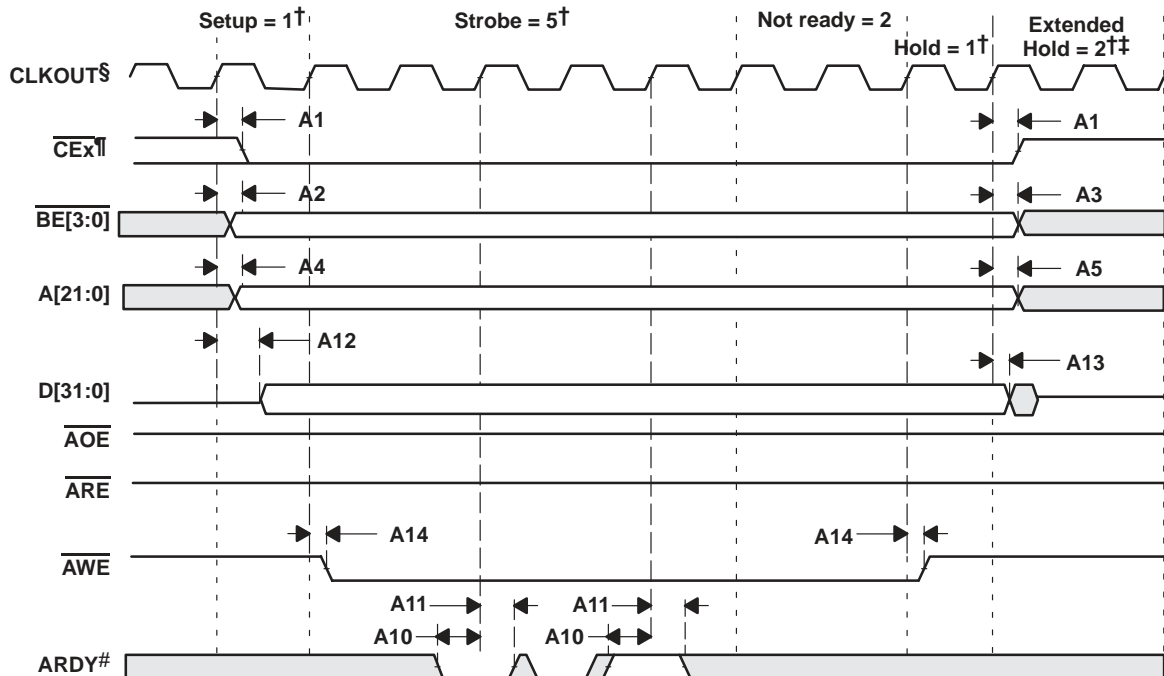 Setup = 1†
Strobe = 5†
Not ready = 2
Hold = 1†
Extended
Hold = 2†‡
CLKOUT§
A1
A1
CEx¶
A2
A3
BE[3:0]
A4
A5
A[21:0]
A12
A13
D[31:0]
AOE
ARE
A14
A14
AWE
A11
A11
A10
A10
ARDY#